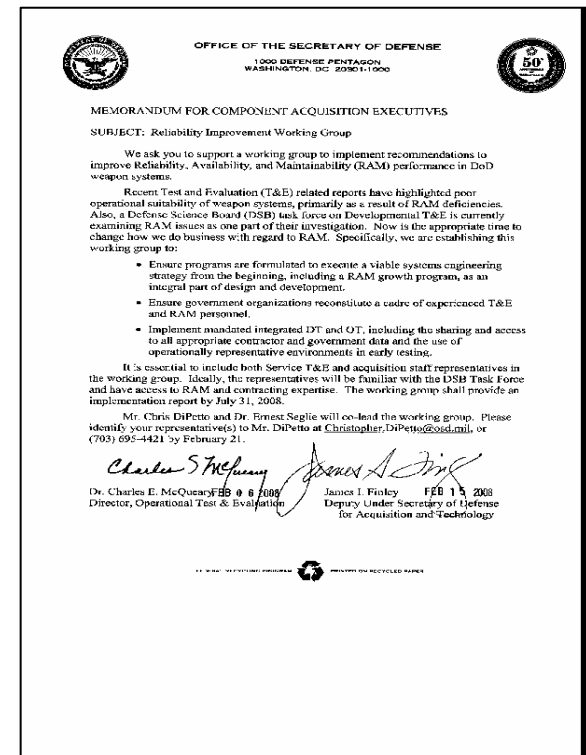 OFFICE OF THE SECRETARY OF DEFENSE
1000 DEFENSE PENTAGON
WASHINGTON, DC 20301-1000
50
MEMORANDUM FOR COMPONENT ACQUISITION EXECUTIVES
SUBJECT: Reliability Improvement Working Group
We ask you to support a working group to implement recommendations to
improve Reliability, Availability, and Maintainability (RAM) performance in DoD
weapon systems.
Recent Test and Evaluation (T&E) related reports have highlighted poor
operational suitability of weapon systems, primarily as a result of RAM deficiencies.
Also, a Defense Science Board (DSB) task force on Developmental T&E is currently
examining RAM issues as one part of their investigation. Now is the appropriate time to
change how we do business with regard to RAM. Specifically, we are establishing this
working group to:
• Ensure programs are formulated to execute a viable systems engineering
strategy from the beginning, including a RAM growth program, as an
integral part of design and development.
• Ensure government organizations reconstitute a cadre of experienced T&E
and RAM personnel.
• Implement mandated integrated DT and OT, including the sharing and access
to all appropriate contractor and government data and the use of
operationally representative environments in early testing.
It is essential to include both Service T&E and acquisition staff representatives in
the working group. Ideally, the representatives will be familiar with the DSB Task Force
and have access to RAM and contracting expertise. The working group shall provide an
implementation report by July 31, 2008.
Mr. Chris DiPetto and Dr. Ernest Seglie will co-lead the working group. Please
identify your representative(s) to Mr. DiPetto at Christopher.DiPetto@osd.mil, or
(703) 695-4421 by February 21.
Dr. Charles E. McQueary FEB 06 2008
Director, Operational Test & Evaluation
James I. Finley FEB 15 2008
Deputy Under Secretary of Defense
for Acquisition and Technology
PRINTED ON RECYCLED PAPER